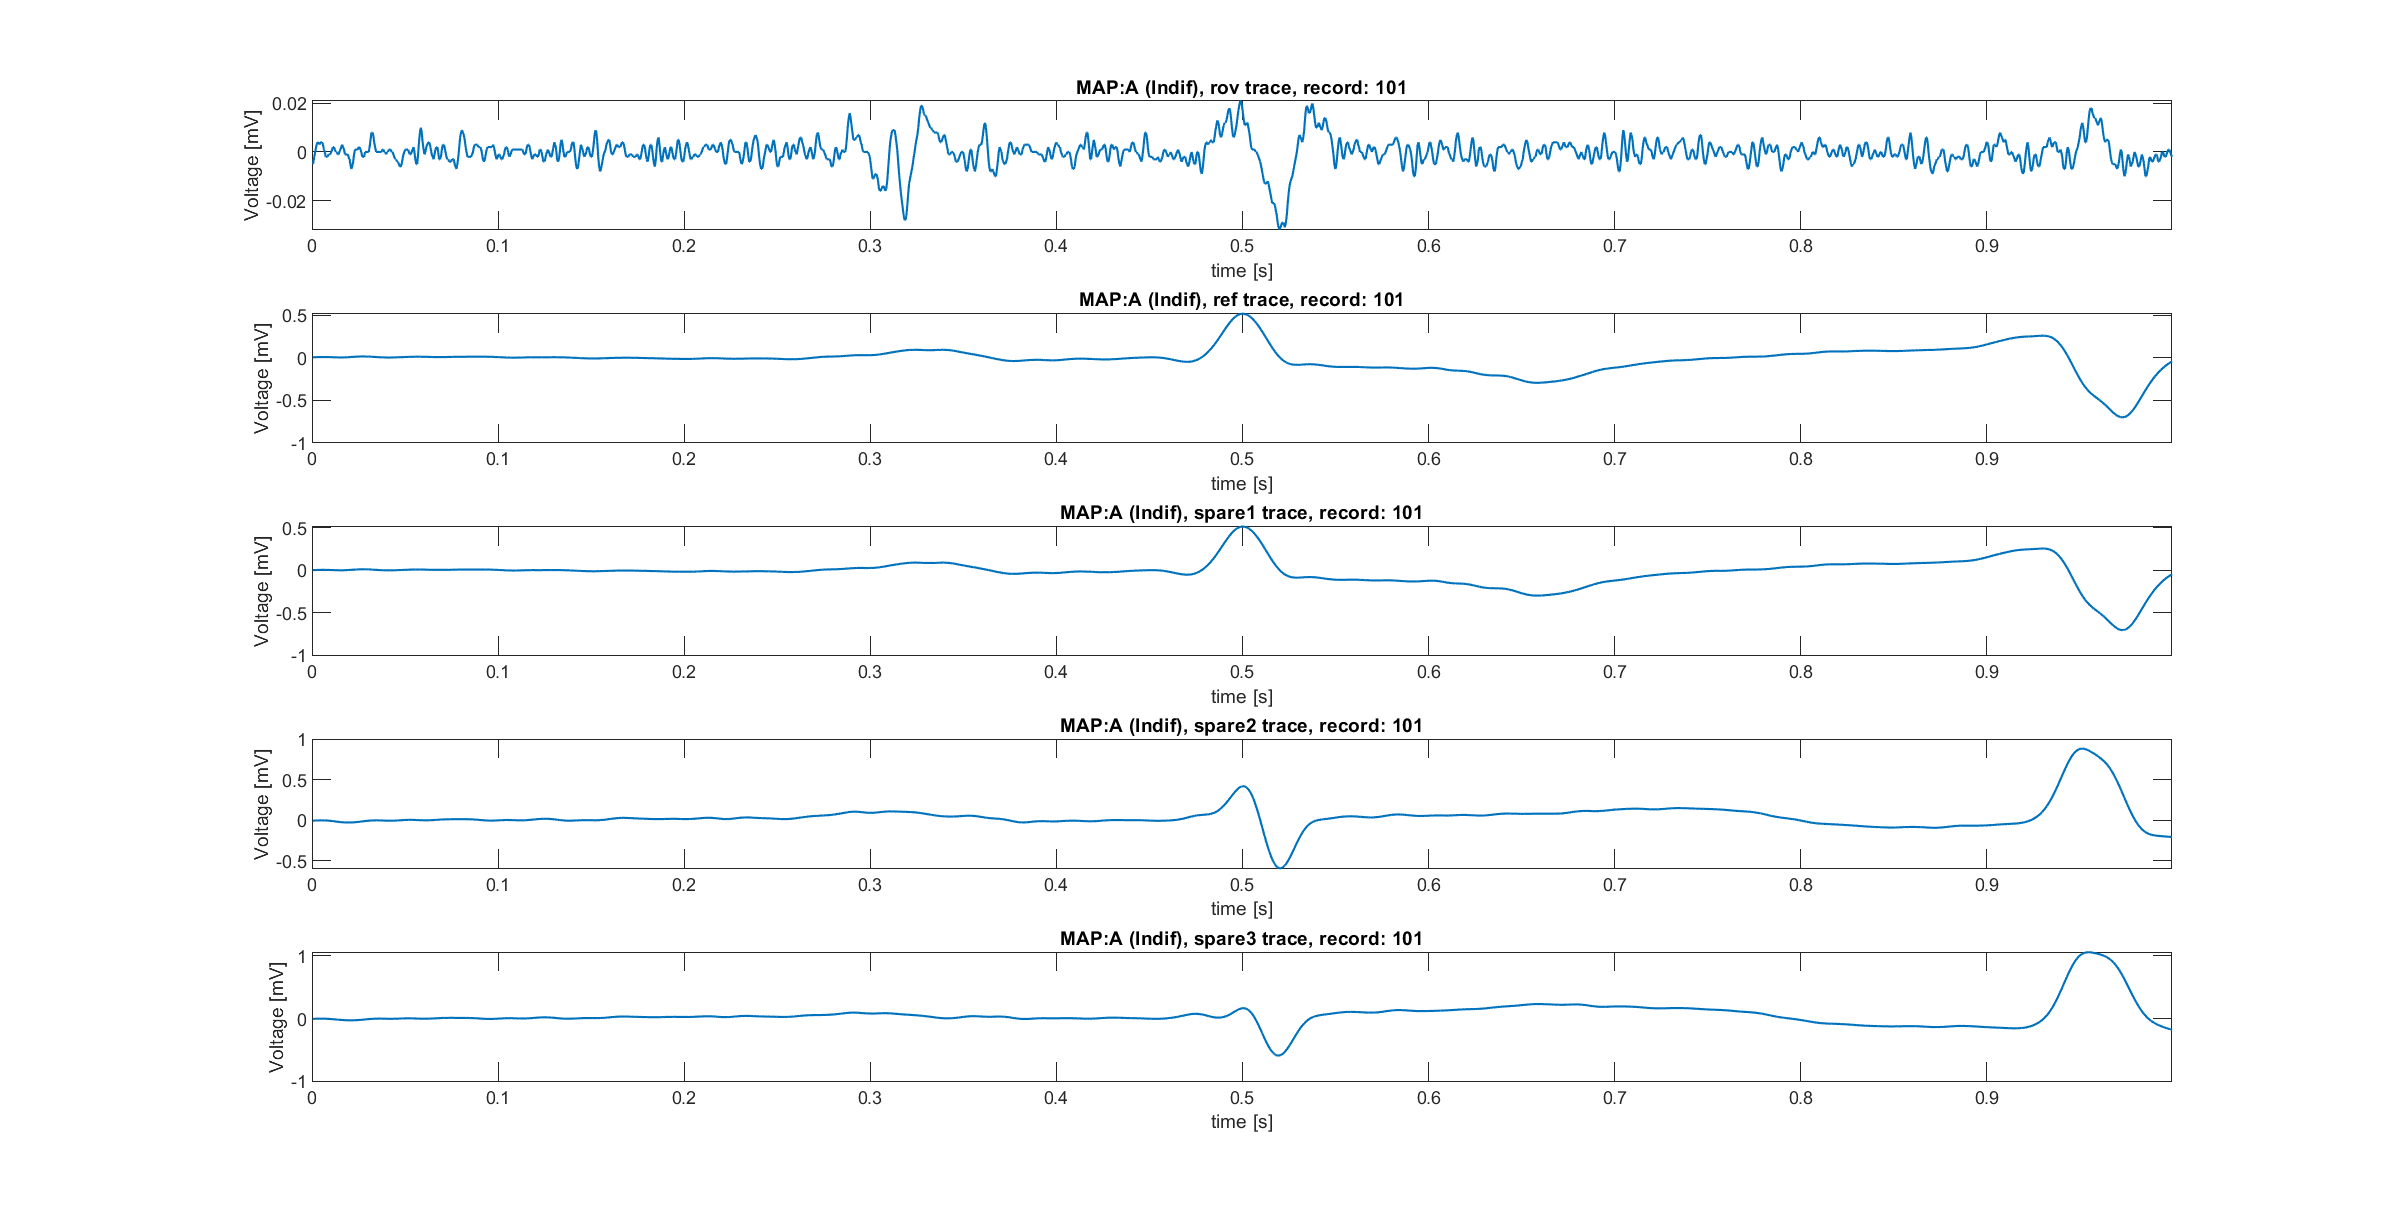 MAP:A (Indif), rov trace, record: 101
Voltage [mV]
0.02
0
-0.02
0 0.1 0.2 0.3 0.4 0.5 0.6 0.7 0.8 0.9
time [s]
MAP:A (Indif), ref trace, record: 101
Voltage [mV]
0.5
0
-0.5
-1
0 0.1 0.2 0.3 0.4 0.5 0.6 0.7 0.8 0.9
time [s]
MAP:A (Indif), spare1 trace, record: 101
Voltage [mV]
0.5
0
-0.5
-1
0 0.1 0.2 0.3 0.4 0.5 0.6 0.7 0.8 0.9
time [s]
MAP:A (Indif), spare2 trace, record: 101
Voltage [mV]
1
0.5
0
-0.5
0 0.1 0.2 0.3 0.4 0.5 0.6 0.7 0.8 0.9
time [s]
MAP:A (Indif), spare3 trace, record: 101
Voltage [mV]
1
0
-1
0 0.1 0.2 0.3 0.4 0.5 0.6 0.7 0.8 0.9
time [s]